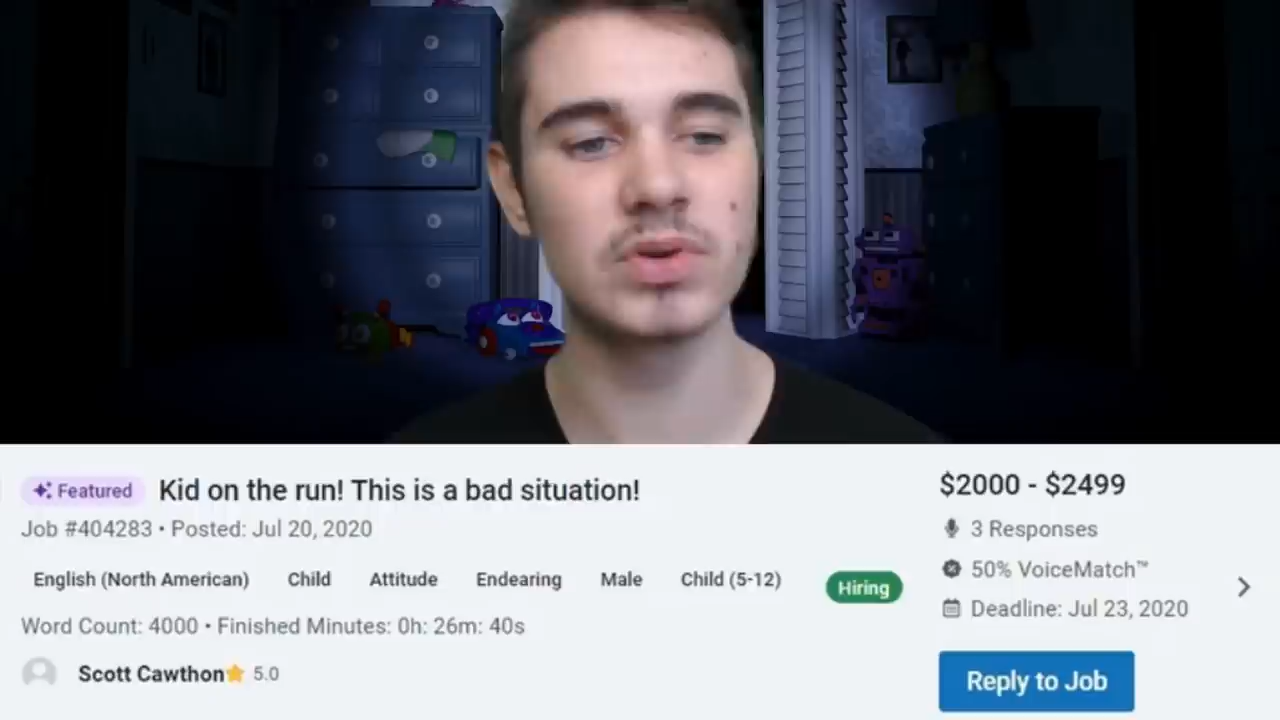 Featured Kid on the run! This is a bad situation!
Job #404283 • Posted: Jul 20, 2020
English (North American) Child Attitude Endearing Male Child (5-12) Hiring
Word Count: 4000 • Finished Minutes: 0h: 26m: 40s
Scott Cawthon 5.0
$2000 - $2499
3 Responses
50% VoiceMatch™
Deadline: Jul 23, 2020
Reply to Job